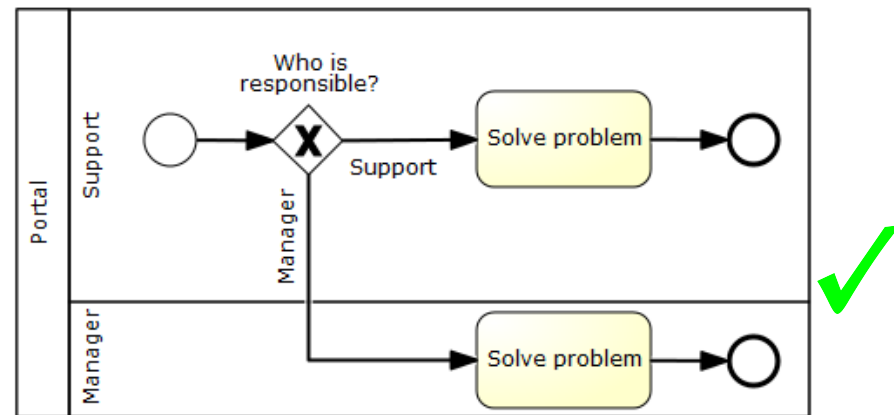 Portal
Support
Who is
responsible?
Support
Solve problem
Manager
Manager
Solve problem